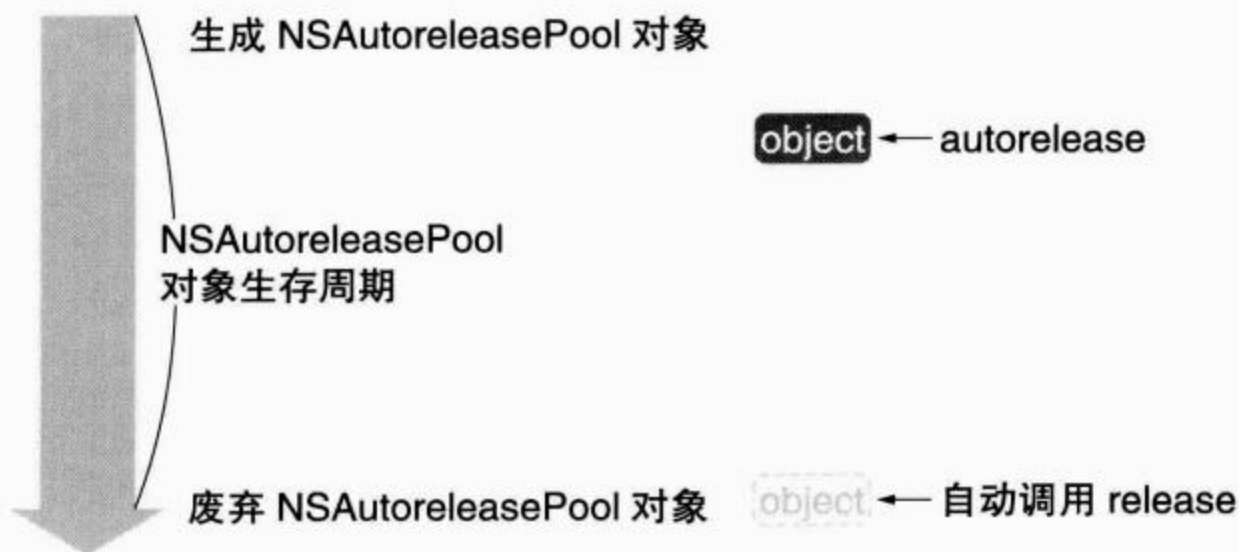 生成 NSAutoreleasePool 对象
object
autorelease
NSAutoreleasePool
对象生存周期
废弃 NSAutoreleasePool 对象
object
自动调用 release